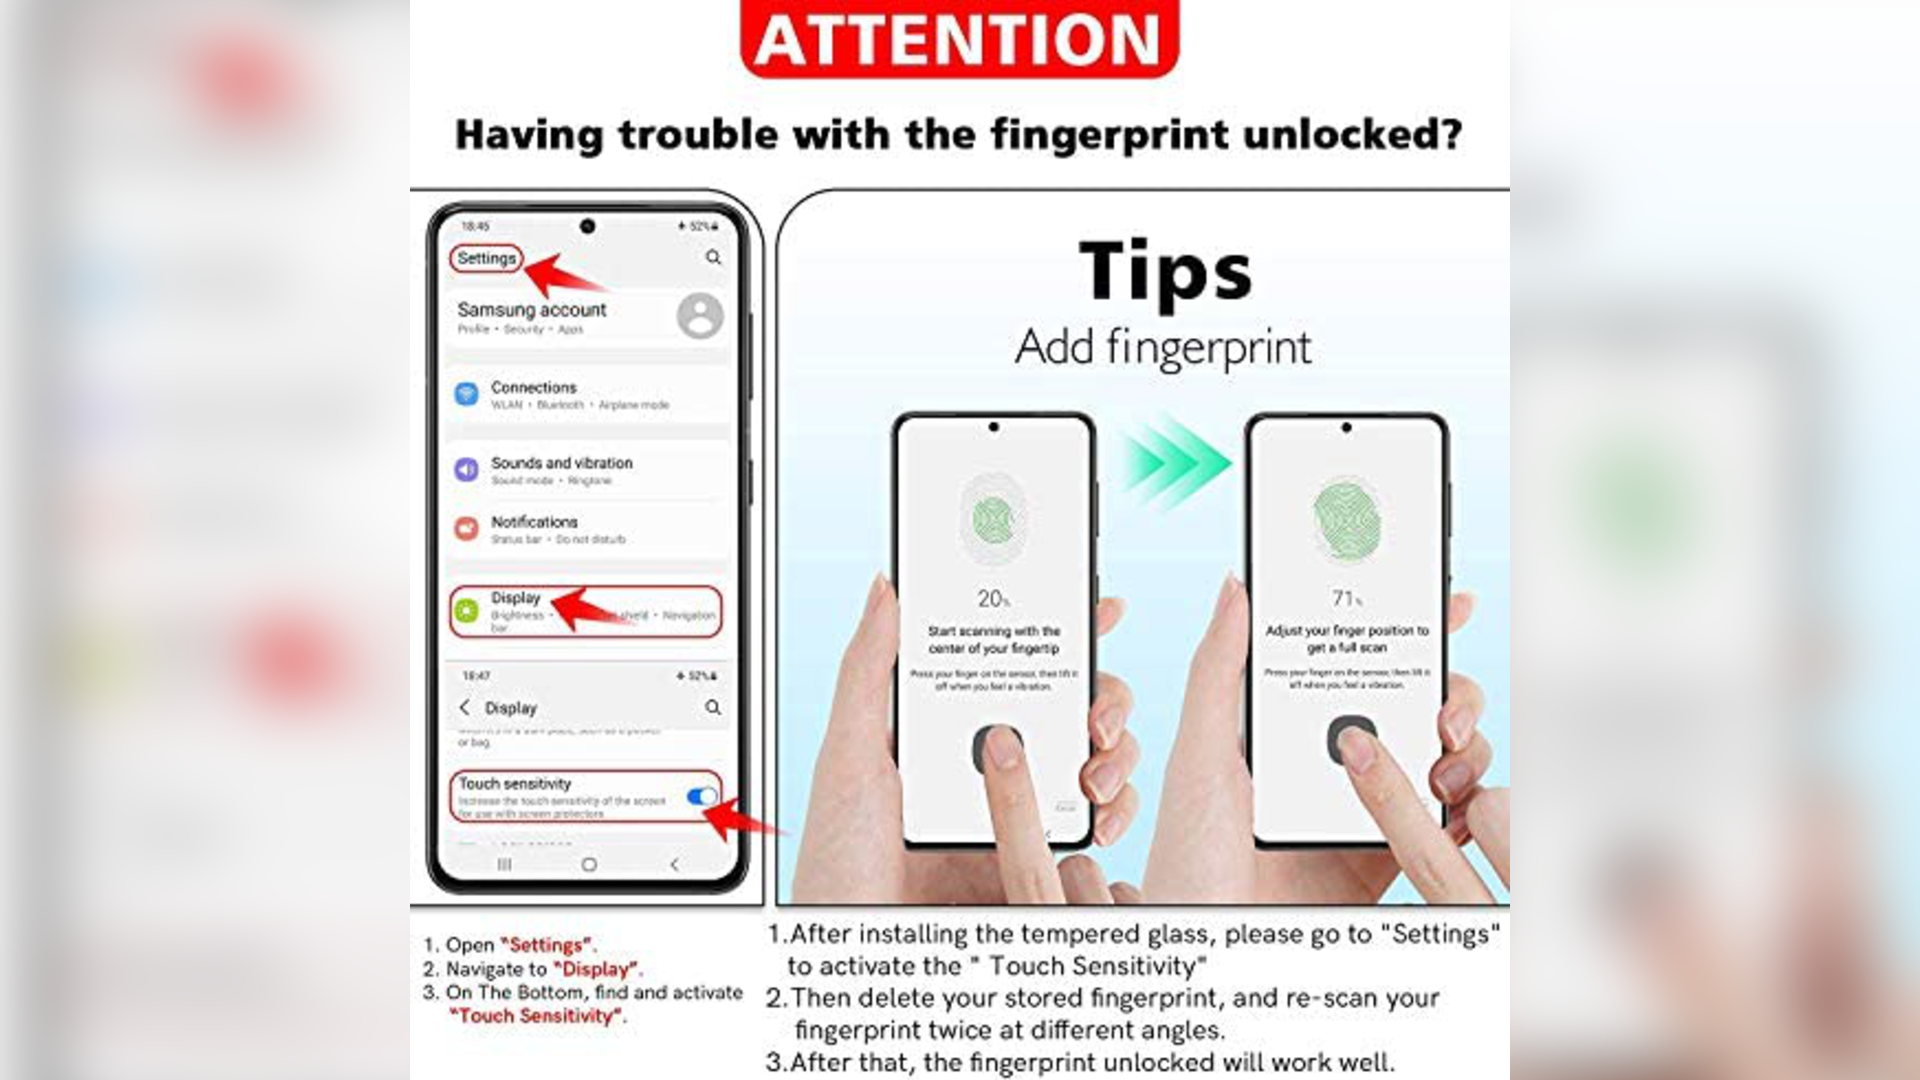 ATTENTION
Having trouble with the fingerprint unlocked?
18:45
52%
Settings
Samsung account
Profile • Security • Apps
Connections
WLAN • Bluetooth • Airplane mode
Sounds and vibration
Sound mode • Ringtone
Notifications
Status bar • Do not disturb
Display
Brightness • shield • Navigation
bar
18:47
52%
Display
or bag.
Touch sensitivity
Increase the touch sensitivity of the screen
for use with screen protectors.
1. Open "Settings".
2. Navigate to "Display".
3. On The Bottom, find and activate
"Touch Sensitivity".
Tips
Add fingerprint
20%
Start scanning with the
center of your fingertip
Press your finger on the sensor, then lift it
off when you feel a vibration.
71%
Adjust your finger position to
get a full scan
Press your finger on the sensor, then lift it
off when you feel a vibration.
1.After installing the tempered glass, please go to "Settings"
to activate the " Touch Sensitivity"
2.Then delete your stored fingerprint, and re-scan your
fingerprint twice at different angles.
3.After that, the fingerprint unlocked will work well.